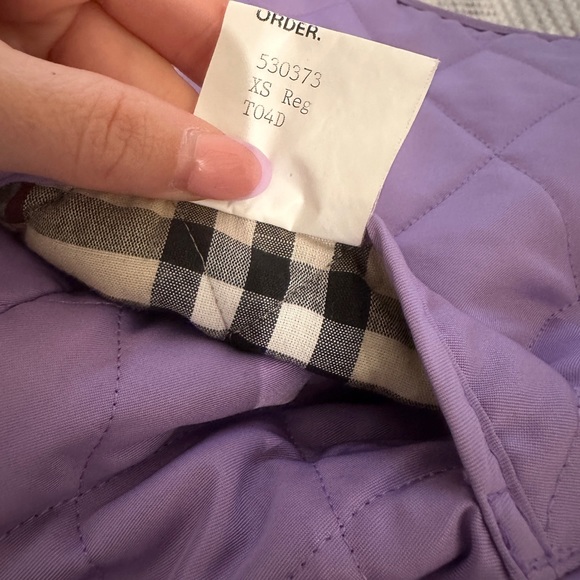 ORDER.
530373
XS Reg
T04D